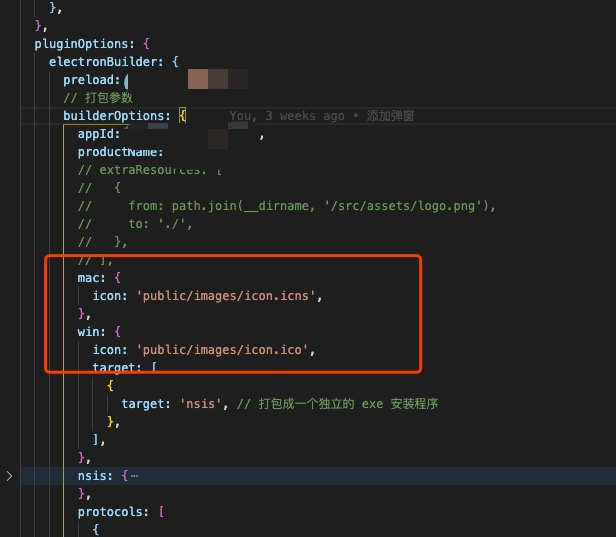 },
},
pluginOptions: {
electronBuilder: {
preload:
// 打包参数
builderOptions: { You, 3 weeks ago • 添加弹窗
appId: ,
productName:
// extraResources: [
// {
// from: path.join(__dirname, '/src/assets/logo.png'),
// to: './',
// },
// ],
mac: {
icon: 'public/images/icon.icns',
},
win: {
icon: 'public/images/icon.ico',
target: [
{
target: 'nsis', // 打包成一个独立的 exe 安装程序
},
],
},
nsis: {⋯
},
protocols: [
{